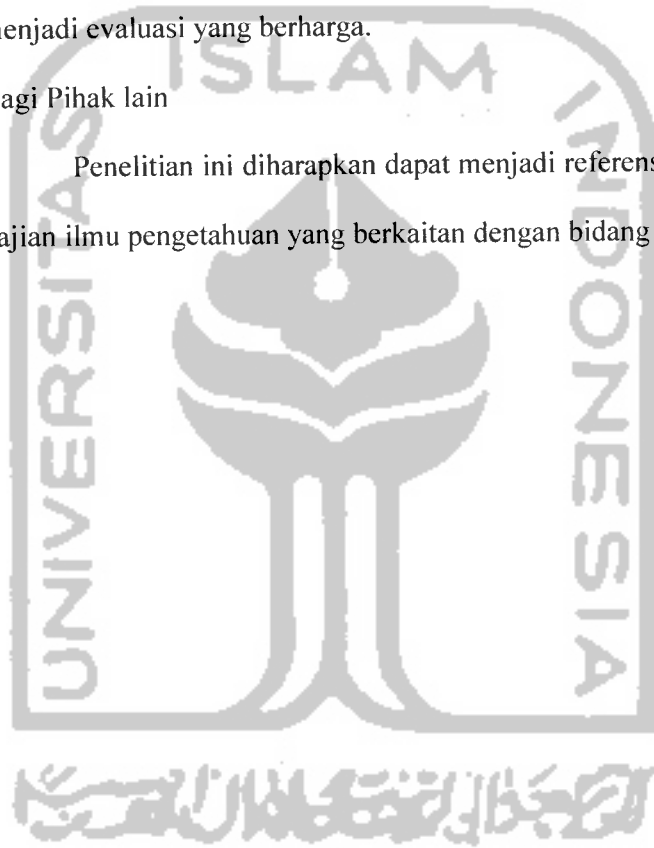 menjadi evaluasi yang berharga.
agi Pihak lain
Penelitian ini diharapkan dapat menjadi referens
ajian ilmu pengetahuan yang berkaitan dengan bidang
UNIVERSITAS
ISLAM
INDONESIA